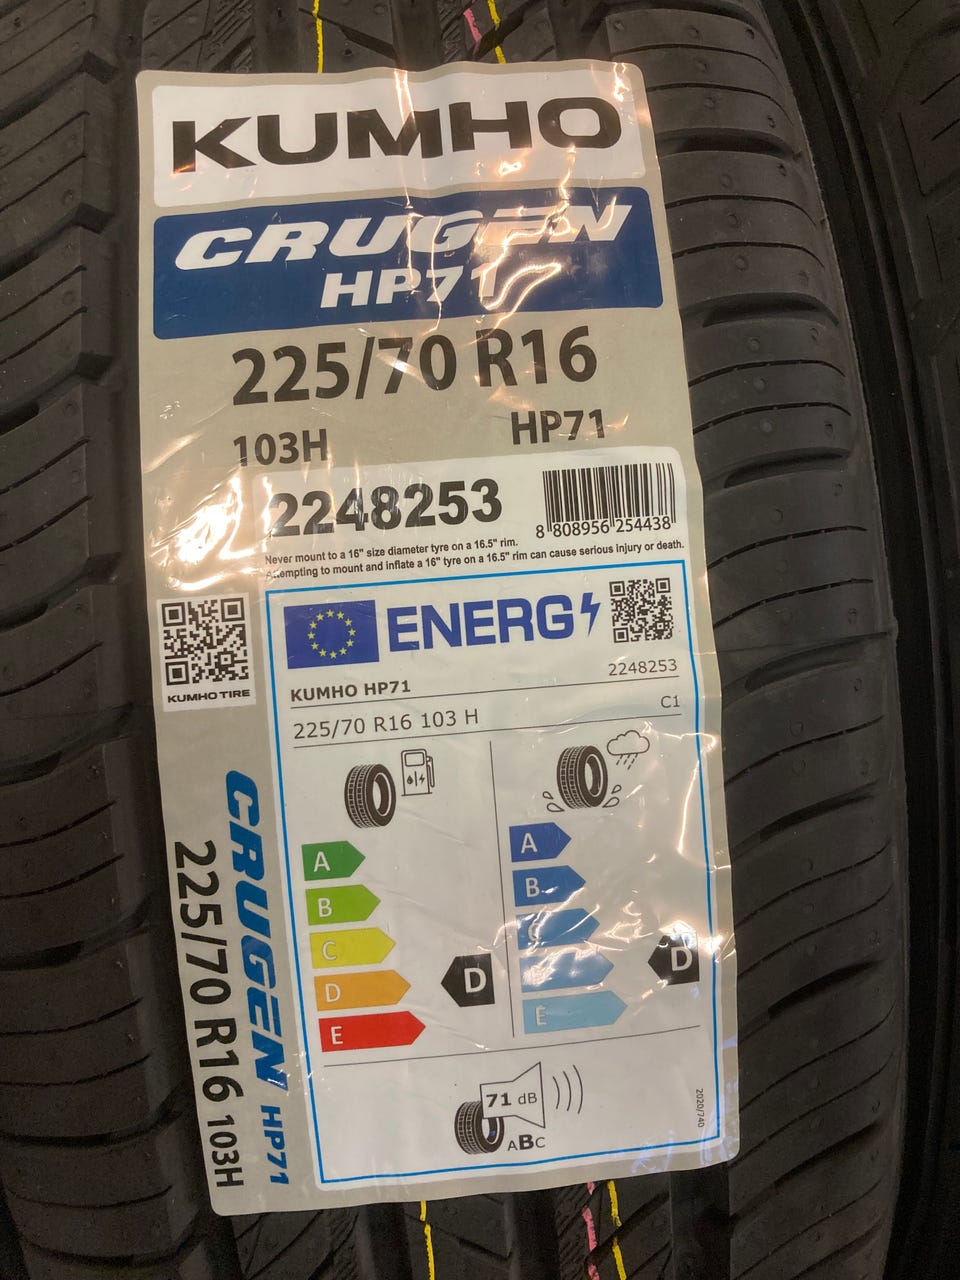 KUMHO
CRUGEN
HP71
225/70 R16
103H HP71
2248253
8 808956 254438
Never mount to a 16" size diameter tyre on a 16.5" rim.
Attempting to mount and inflate a 16" tyre on a 16.5" rim can cause serious injury or death.
KUMHO TIRE
ENERG
KUMHO HP71 2248253
225/70 R16 103 H C1
A
B
C
D
E
D
A
B
C
E
D
71 dB
ABC
2020/740
CRUGEN HP71
225/70 R16 103H